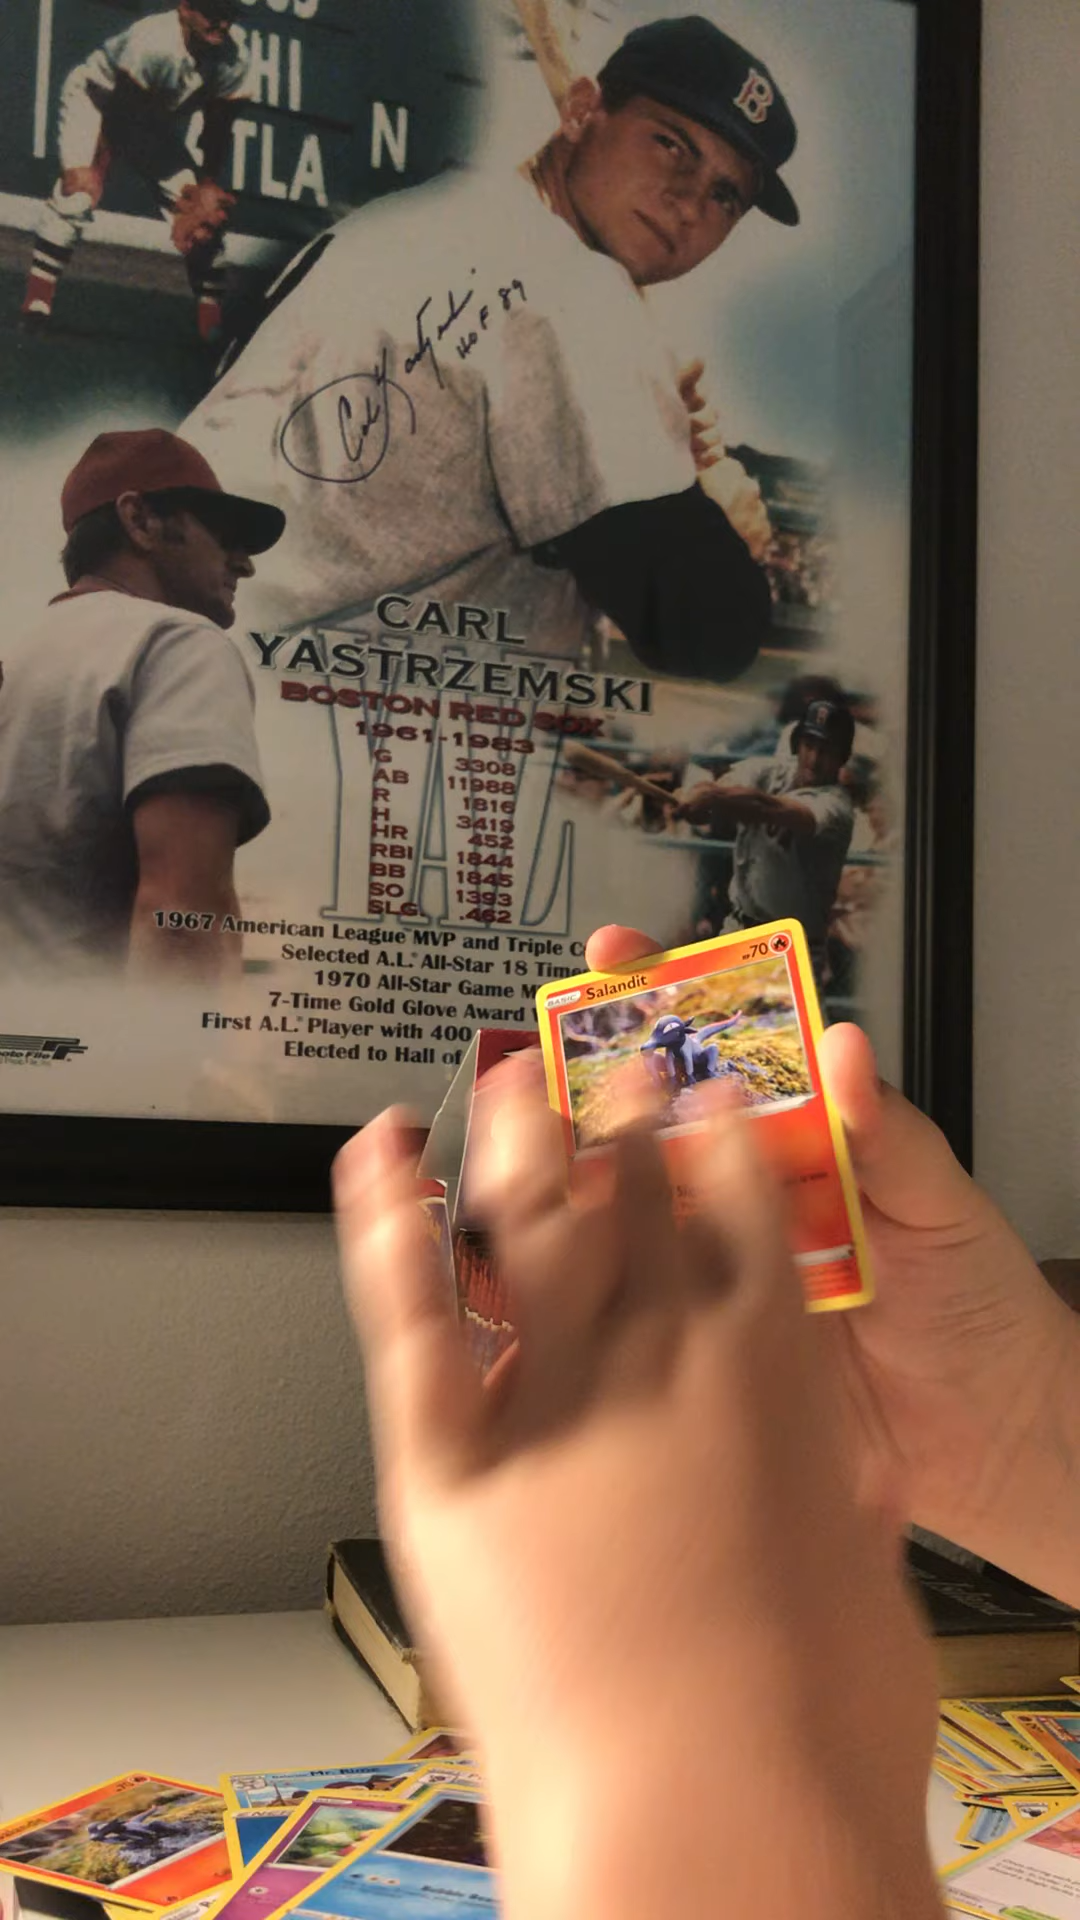 HI
TLA
N
HOF 89
B
CARL
YASTRZEMSKI
BOSTON RED SOX
1961-1983
G 3308
AB 11988
R 1816
H 3419
HR 452
RBI 1844
BB 1845
SO 1393
SLG. .462
1967 American League MVP and Triple
Selected A.L. All-Star 18
1970 All-Star Game
7-Time Gold Glove Award
First A.L. Player with 400
Elected to Hall of
BASIC Salandit HP 70
Mr. Rime